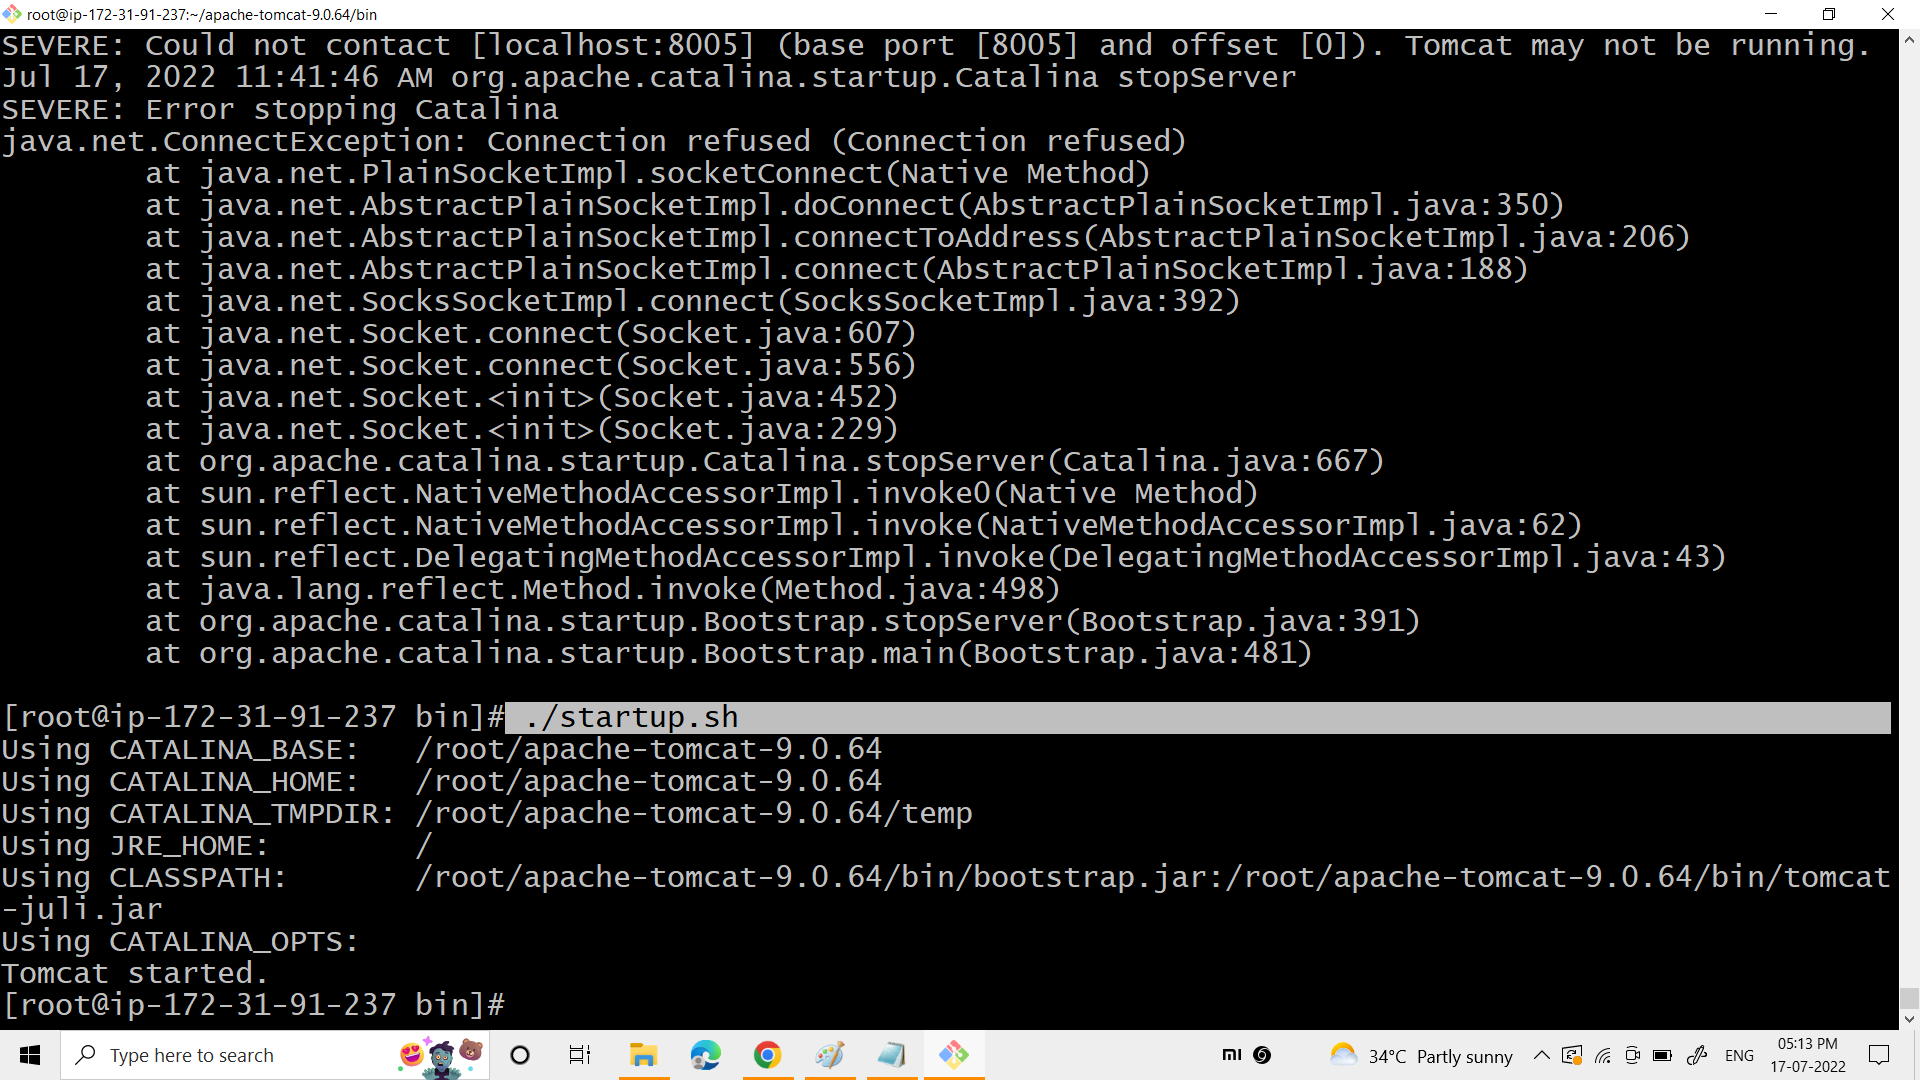 root@ip-172-31-91-237:~/apache-tomcat-9.0.64/bin
SEVERE: Could not contact [localhost:8005] (base port [8005] and offset [0]). Tomcat may not be running.
Jul 17, 2022 11:41:46 AM org.apache.catalina.startup.Catalina stopServer
SEVERE: Error stopping Catalina
java.net.ConnectException: Connection refused (Connection refused)
at java.net.PlainSocketImpl.socketConnect(Native Method)
at java.net.AbstractPlainSocketImpl.doConnect(AbstractPlainSocketImpl.java:350)
at java.net.AbstractPlainSocketImpl.connectToAddress(AbstractPlainSocketImpl.java:206)
at java.net.AbstractPlainSocketImpl.connect(AbstractPlainSocketImpl.java:188)
at java.net.SocksSocketImpl.connect(SocksSocketImpl.java:392)
at java.net.Socket.connect(Socket.java:607)
at java.net.Socket.connect(Socket.java:556)
at java.net.Socket.<init>(Socket.java:452)
at java.net.Socket.<init>(Socket.java:229)
at org.apache.catalina.startup.Catalina.stopServer(Catalina.java:667)
at sun.reflect.NativeMethodAccessorImpl.invoke0(Native Method)
at sun.reflect.NativeMethodAccessorImpl.invoke(NativeMethodAccessorImpl.java:62)
at sun.reflect.DelegatingMethodAccessorImpl.invoke(DelegatingMethodAccessorImpl.java:43)
at java.lang.reflect.Method.invoke(Method.java:498)
at org.apache.catalina.startup.Bootstrap.stopServer(Bootstrap.java:391)
at org.apache.catalina.startup.Bootstrap.main(Bootstrap.java:481)
[root@ip-172-31-91-237 bin]# ./startup.sh
Using CATALINA_BASE:   /root/apache-tomcat-9.0.64
Using CATALINA_HOME:   /root/apache-tomcat-9.0.64
Using CATALINA_TMPDIR: /root/apache-tomcat-9.0.64/temp
Using JRE_HOME:        /
Using CLASSPATH:       /root/apache-tomcat-9.0.64/bin/bootstrap.jar:/root/apache-tomcat-9.0.64/bin/tomcat
-juli.jar
Using CATALINA_OPTS:
Tomcat started.
[root@ip-172-31-91-237 bin]#
Type here to search
mi
34°C Partly sunny
ENG
05:13 PM
17-07-2022